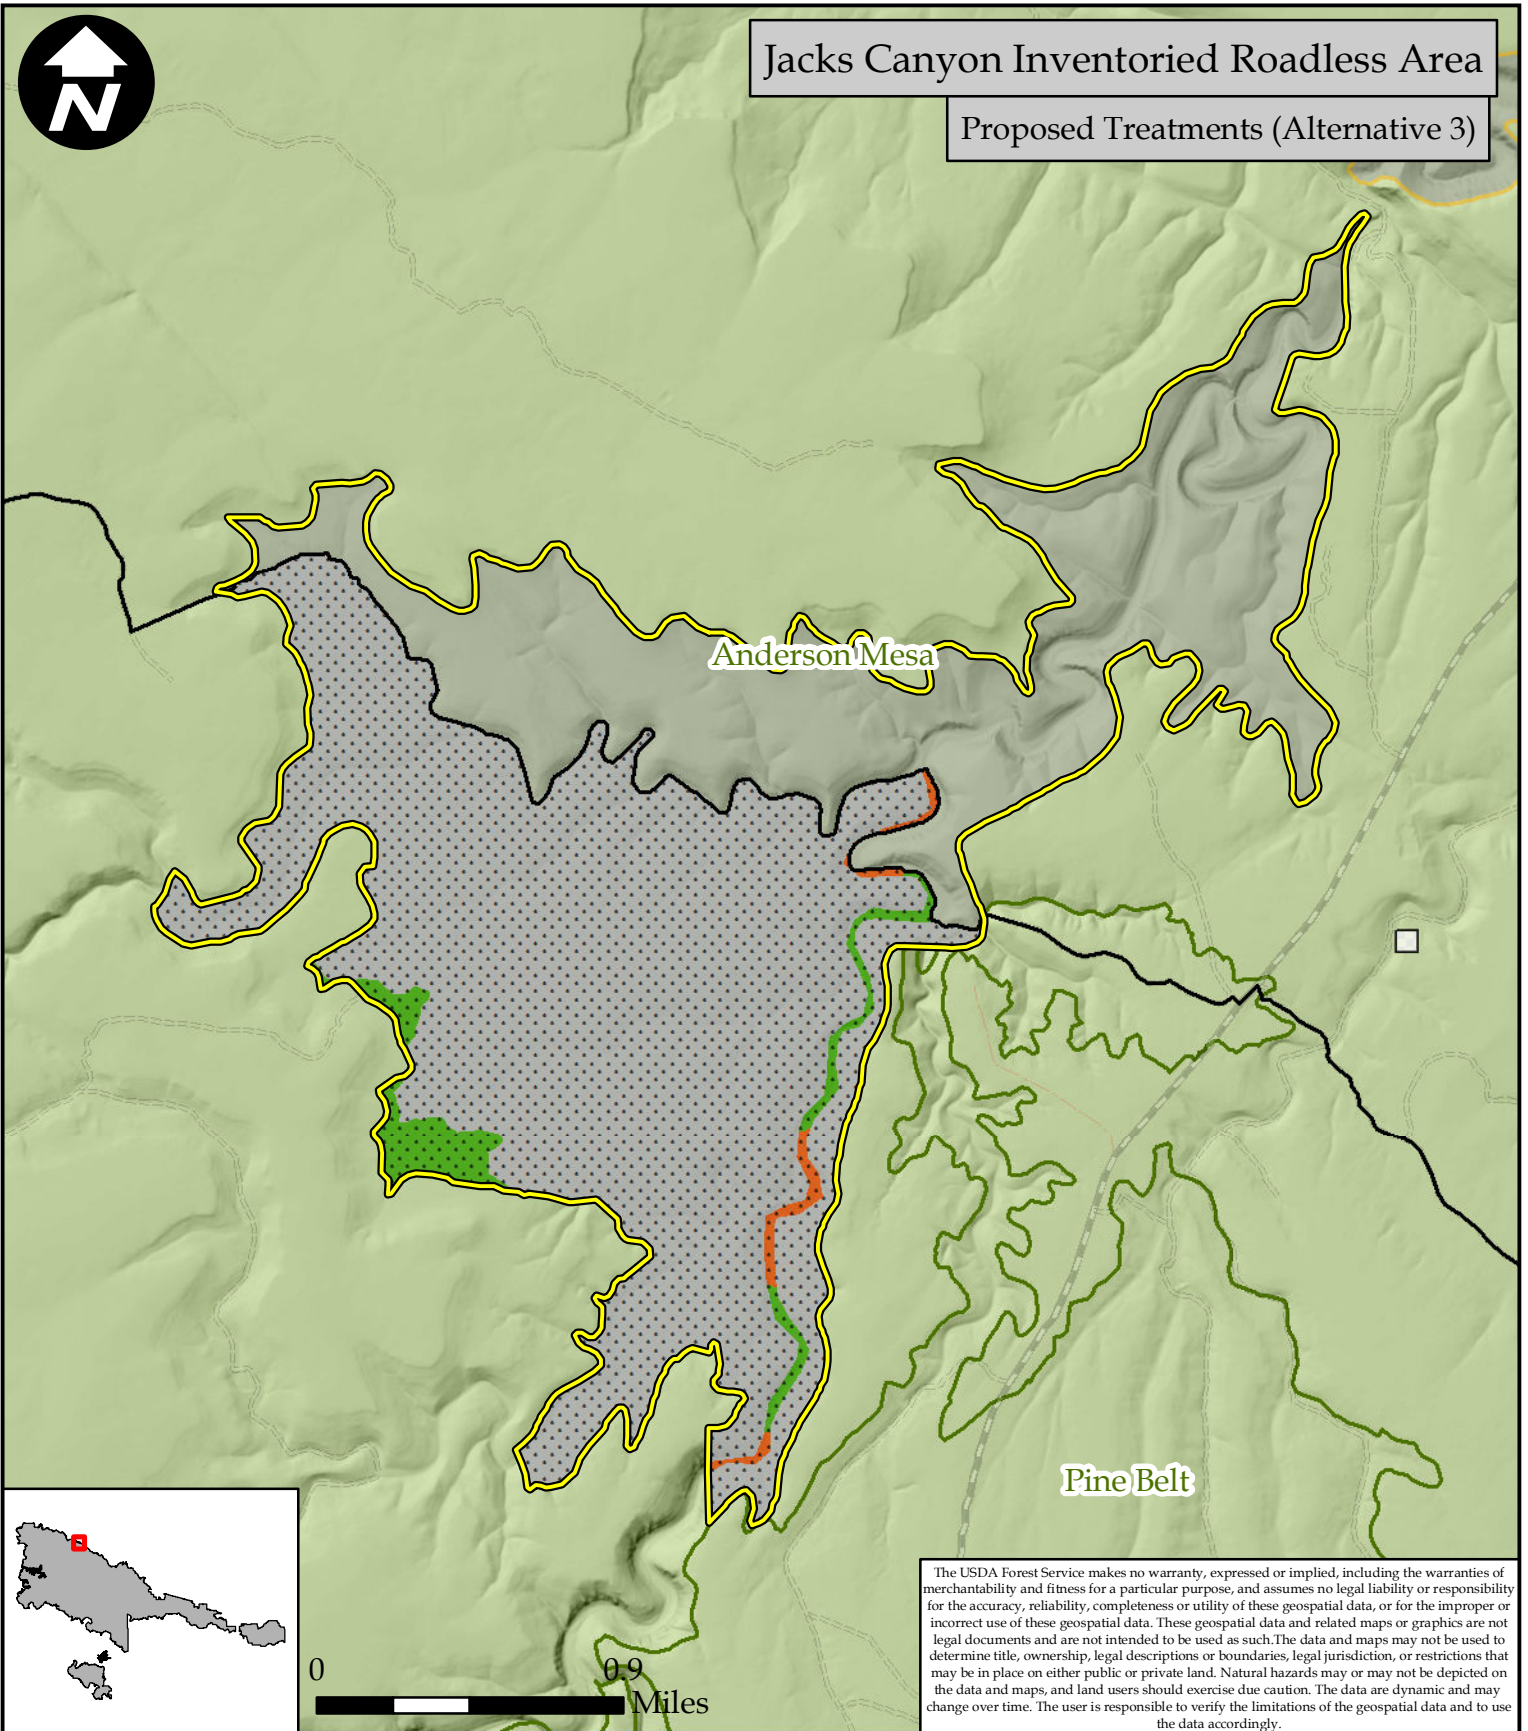 N
Jacks Canyon Inventoried Roadless Area
Proposed Treatments (Alternative 3)
Anderson Mesa
Pine Belt
0 0.9
Miles
The USDA Forest Service makes no warranty, expressed or implied, including the warranties of
merchantability and fitness for a particular purpose, and assumes no legal liability or responsibility
for the accuracy, reliability, completeness or utility of these geospatial data, or for the improper or
incorrect use of these geospatial data. These geospatial data and related maps or graphics are not
legal documents and are not intended to be used as such.The data and maps may not be used to
determine title, ownership, legal descriptions or boundaries, legal jurisdiction, or restrictions that
may be in place on either public or private land. Natural hazards may or may not be depicted on
the data and maps, and land users should exercise due caution. The data are dynamic and may
change over time. The user is responsible to verify the limitations of the geospatial data and to use
the data accordingly.